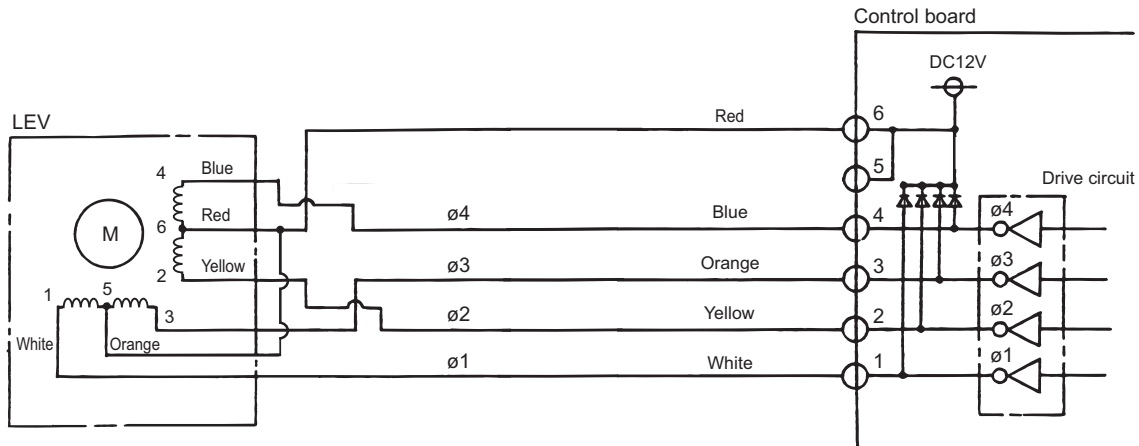 Control board
DC12V
LEV
Red
6
5
Drive circuit
4
Blue
ø4
Blue
4
ø4
6
Red
M
ø3
Orange
3
ø3
2
Yellow
1
5
3
ø2
Yellow
2
ø2
White
Orange
ø1
White
1
ø1